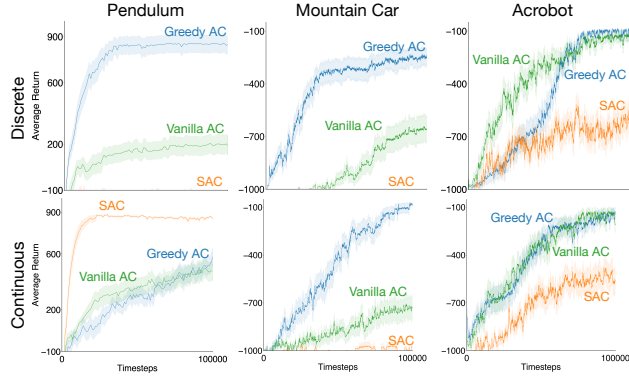 Pendulum
Mountain Car
Acrobot
Discrete
Average Return
900
600
200
-100
Greedy AC
Vanilla AC
SAC
-100
-400
-700
-1000
Greedy AC
Vanilla AC
SAC
-100
-400
-700
-1000
Vanilla AC
Greedy AC
SAC
Continuous
Average Return
900
600
200
-100
SAC
Greedy AC
Vanilla AC
Timesteps
100000
-100
-400
-700
-1000
Greedy AC
Vanilla AC
SAC
Timesteps
100000
-100
-400
-700
-1000
Greedy AC
Vanilla AC
SAC
Timesteps
100000